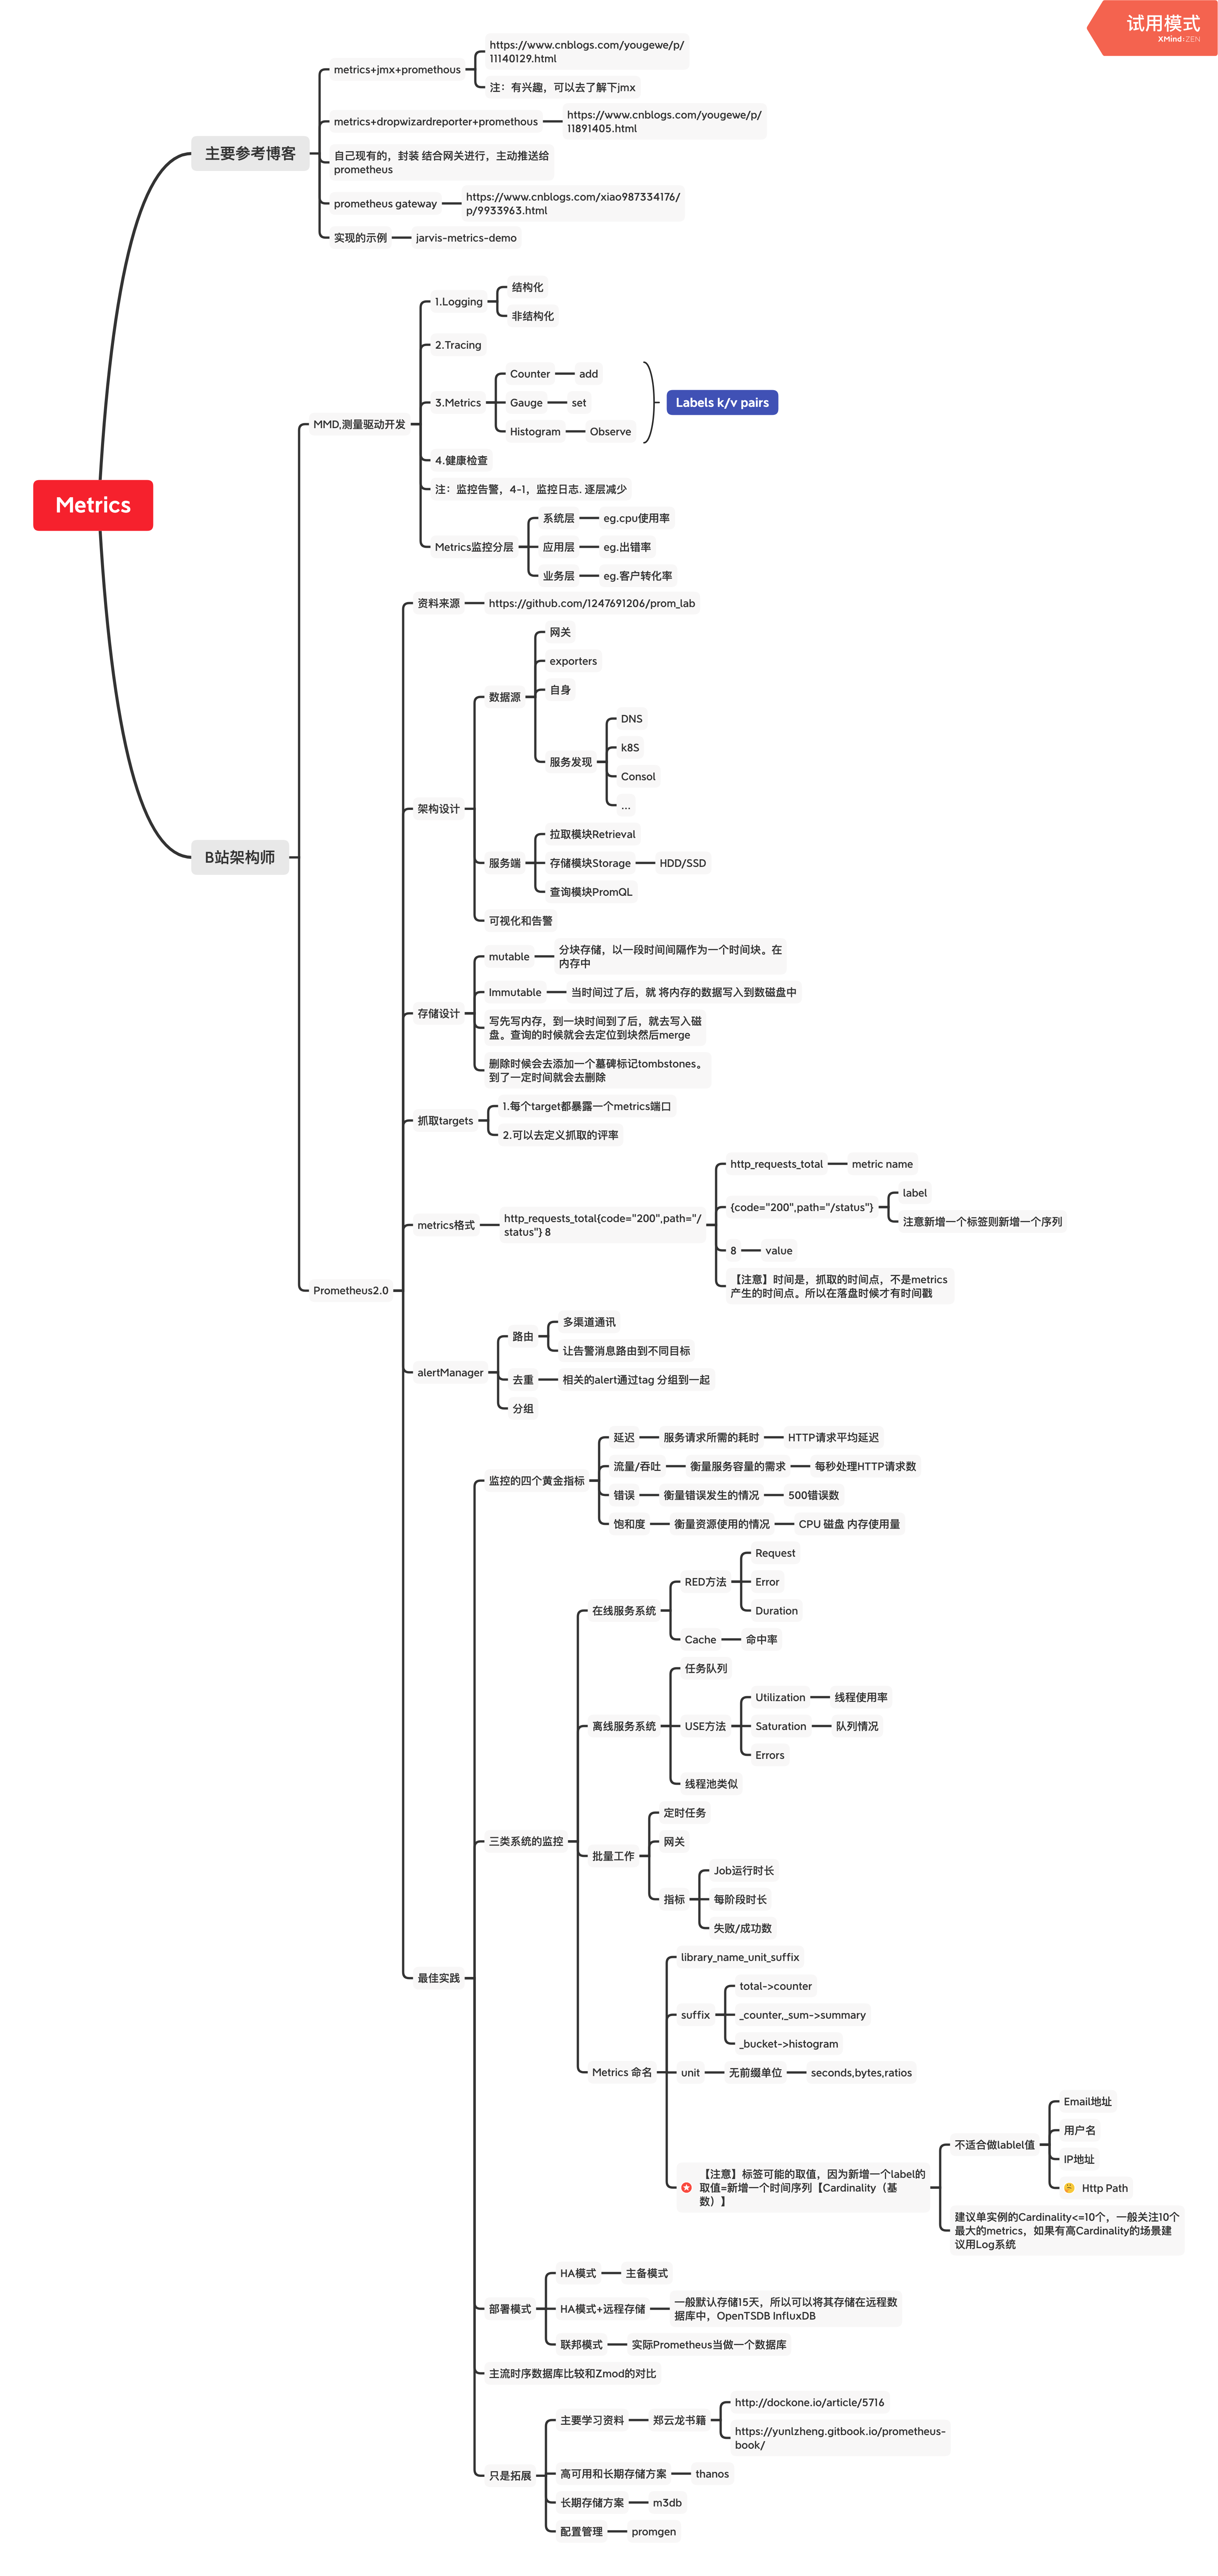 试用模式
XMind:ZEN
Metrics
主要参考博客
metrics+jmx+promethous
https://www.cnblogs.com/yougewe/p/
11140129.html
注：有兴趣，可以去了解下jmx
metrics+dropwizardreporter+promethous
https://www.cnblogs.com/yougewe/p/
11891405.html
自己现有的，封装 结合网关进行，主动推送给
prometheus
prometheus gateway
https://www.cnblogs.com/xiao987334176/
p/9933963.html
实现的示例
jarvis-metrics-demo
B站架构师
MMD,测量驱动开发
1.Logging
结构化
非结构化
2.Tracing
3.Metrics
Counter
add
Gauge
set
Histogram
Observe
Labels k/v pairs
4.健康检查
注：监控告警，4-1，监控日志. 逐层减少
Metrics监控分层
系统层
eg.cpu使用率
应用层
eg.出错率
业务层
eg.客户转化率
Prometheus2.0
资料来源
https://github.com/1247691206/prom_lab
架构设计
数据源
网关
exporters
自身
服务发现
DNS
k8S
Consol
...
服务端
拉取模块Retrieval
存储模块Storage
HDD/SSD
查询模块PromQL
可视化和告警
存储设计
mutable
分块存储，以一段时间间隔作为一个时间块。在
内存中
Immutable
当时间过了后，就 将内存的数据写入到数磁盘中
写先写内存，到一块时间到了后，就去写入磁
盘。查询的时候就会去定位到块然后merge
删除时候会去添加一个墓碑标记tombstones。
到了一定时间就会去删除
抓取targets
1.每个target都暴露一个metrics端口
2.可以去定义抓取的评率
metrics格式
http_requests_total{code="200",path="/
status"} 8
http_requests_total
metric name
{code="200",path="/status"}
label
注意新增一个标签则新增一个序列
8
value
【注意】时间是，抓取的时间点，不是metrics
产生的时间点。所以在落盘时候才有时间戳
alertManager
路由
多渠道通讯
让告警消息路由到不同目标
去重
相关的alert通过tag 分组到一起
分组
最佳实践
监控的四个黄金指标
延迟
服务请求所需的耗时
HTTP请求平均延迟
流量/吞吐
衡量服务容量的需求
每秒处理HTTP请求数
错误
衡量错误发生的情况
500错误数
饱和度
衡量资源使用的情况
CPU 磁盘 内存使用量
三类系统的监控
在线服务系统
RED方法
Request
Error
Duration
Cache
命中率
离线服务系统
任务队列
USE方法
Utilization
线程使用率
Saturation
队列情况
Errors
线程池类似
批量工作
定时任务
网关
指标
Job运行时长
每阶段时长
失败/成功数
Metrics 命名
library_name_unit_suffix
suffix
total->counter
_counter,_sum->summary
_bucket->histogram
unit
无前缀单位
seconds,bytes,ratios
【注意】标签可能的取值，因为新增一个label的
取值=新增一个时间序列【Cardinality（基
数）】
不适合做lablel值
Email地址
用户名
IP地址
Http Path
建议单实例的Cardinality<=10个，一般关注10个
最大的metrics，如果有高Cardinality的场景建
议用Log系统
部署模式
HA模式
主备模式
HA模式+远程存储
一般默认存储15天，所以可以将其存储在远程数
据库中，OpenTSDB InfluxDB
联邦模式
实际Prometheus当做一个数据库
主流时序数据库比较和Zmod的对比
只是拓展
主要学习资料
郑云龙书籍
http://dockone.io/article/5716
https://yunlzheng.gitbook.io/prometheus-
book/
高可用和长期存储方案
thanos
长期存储方案
m3db
配置管理
promgen